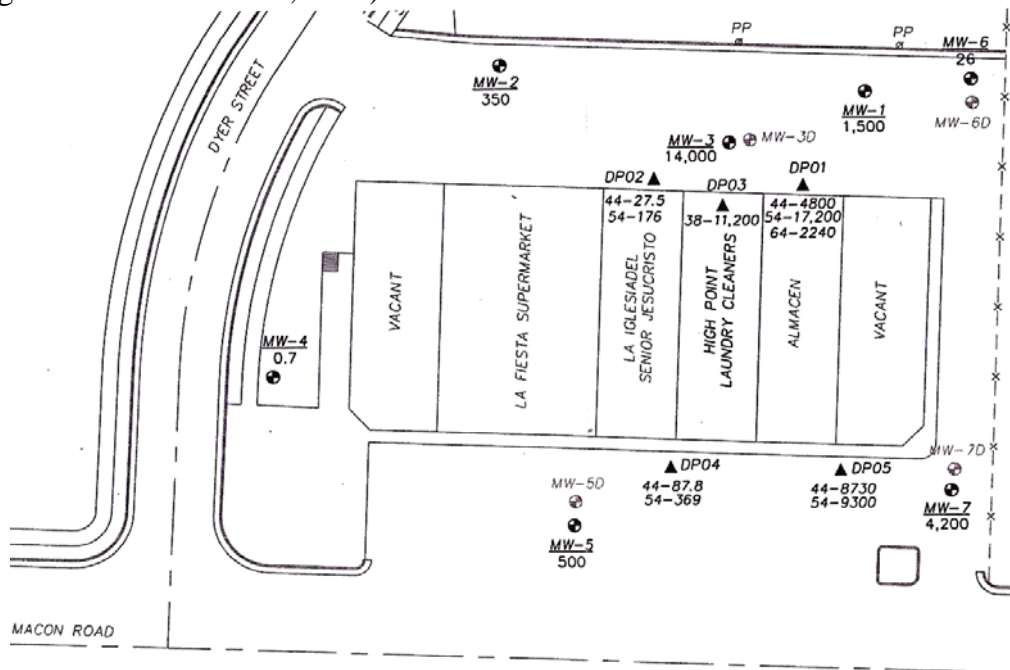 PP
PP
MW-6
26
MW-6D
MW-2
350
MW-1
1,500
DYER STREET
MW-3
14,000
MW-3D
DP02
44-27.5
54-176
DP03
38-11,200
DP01
44-4800
54-17,200
64-2240
VACANT
LA FIESTA SUPERMARKET
LA IGLESIADEL
SENIOR JESUCRISTO
HIGH POINT
LAUNDRY CLEANERS
ALMACEN
VACANT
MW-4
0.7
MW-7D
MW-7
4,200
DP04
44-87.8
54-369
DP05
44-8730
54-9300
MW-5D
MW-5
500
MACON ROAD